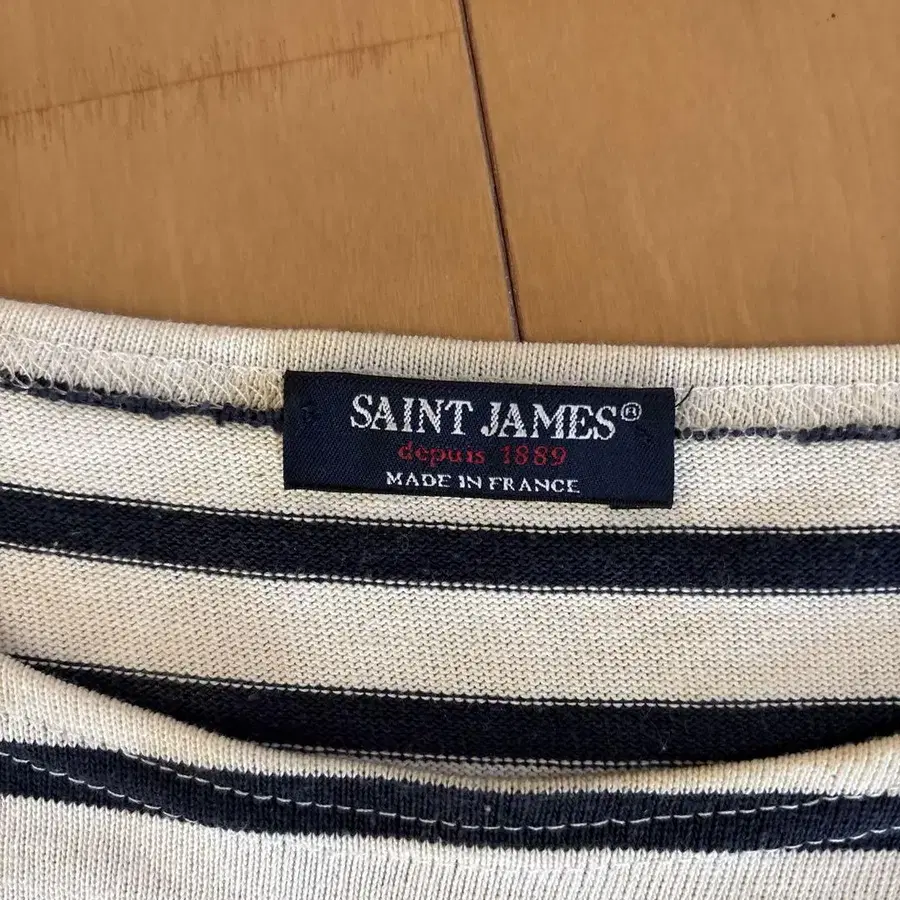 SAINT JAMES®
depuis 1889
MADE IN FRANCE